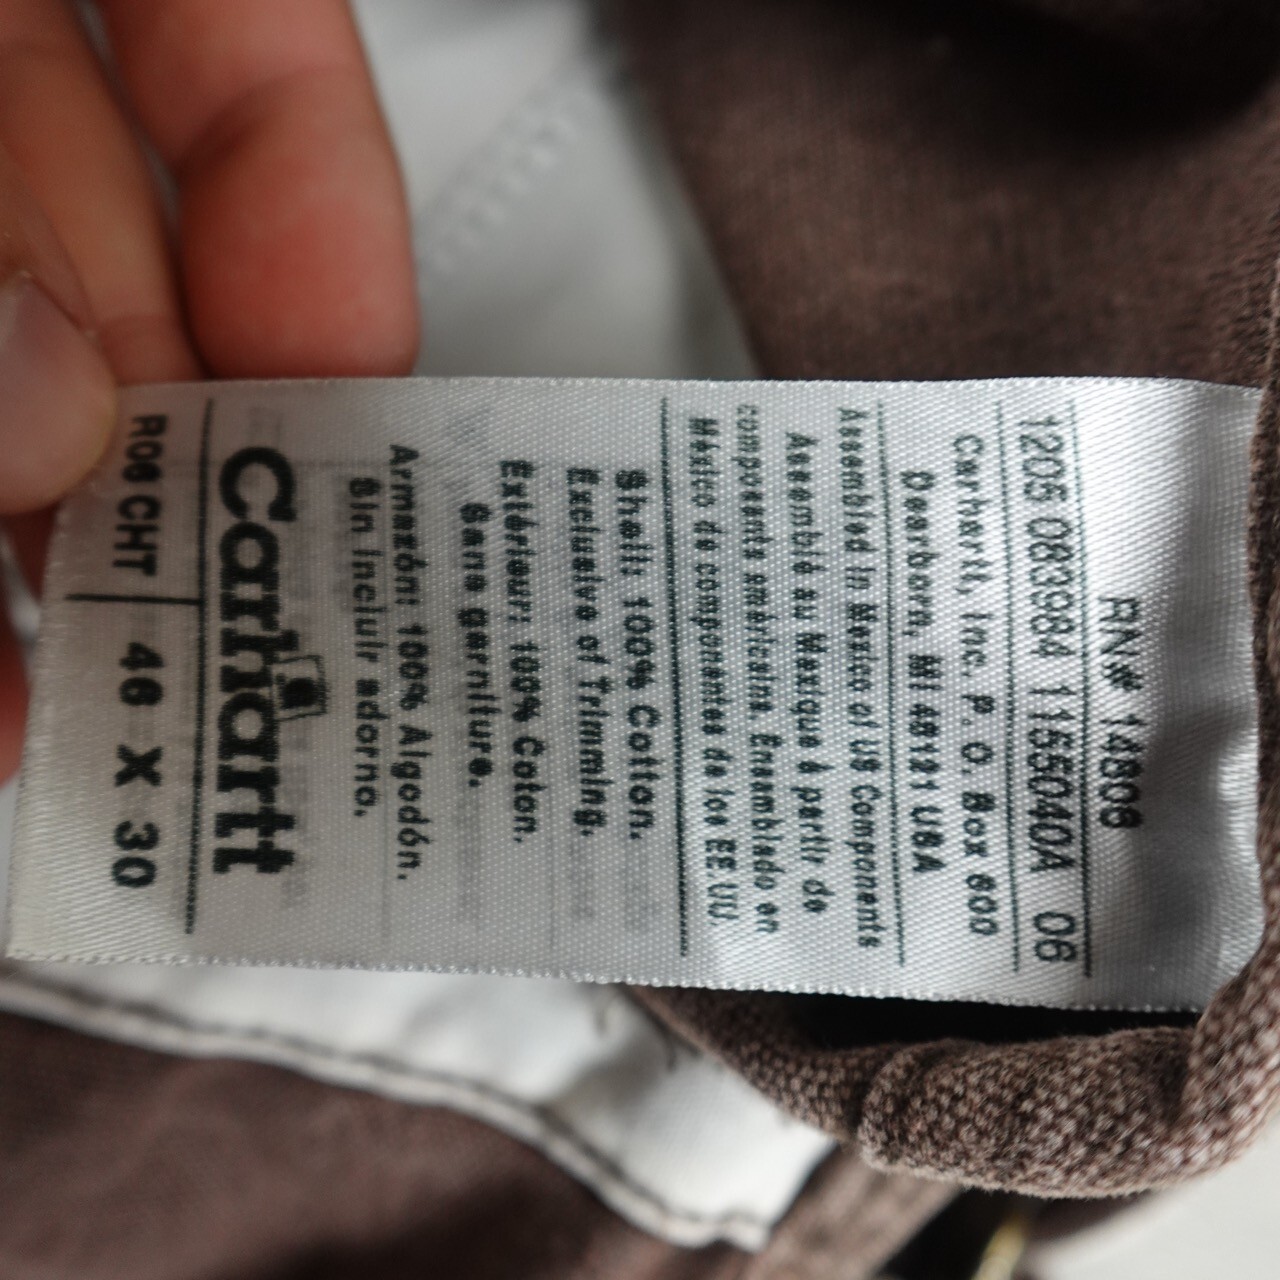 RN# 14806
1205 083984 1155040A 06
Carhartt, Inc. P. O. Box 600
Dearborn, MI 48121 USA
Assembled in Mexico of US Components
Assemblé au Mexique à partir de
composants américains. Ensamblado en
México de componentes de los EE.UU.
Shell: 100% Cotton.
Exclusive of Trimming.
Extérieur: 100% Coton.
Sans garniture.
Armazón: 100% Algodón.
Sin incluir adorno.
Carhartt
R06 CHT 46 X 30